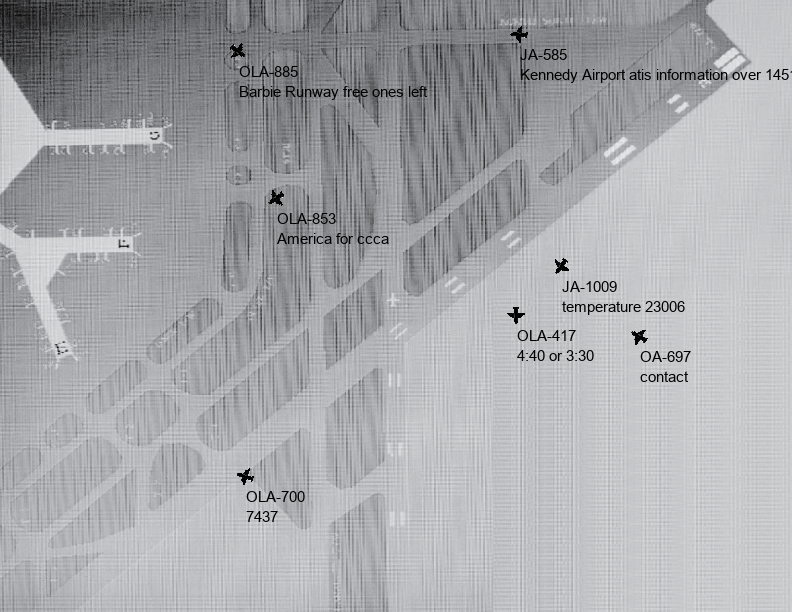 JA-585
Kennedy Airport atis information over 1451
OLA-885
Barbie Runway free ones left
G
OLA-853
America for ccca
F
JA-1009
temperature 23006
OLA-417
4:40 or 3:30
OA-697
contact
OLA-700
7437